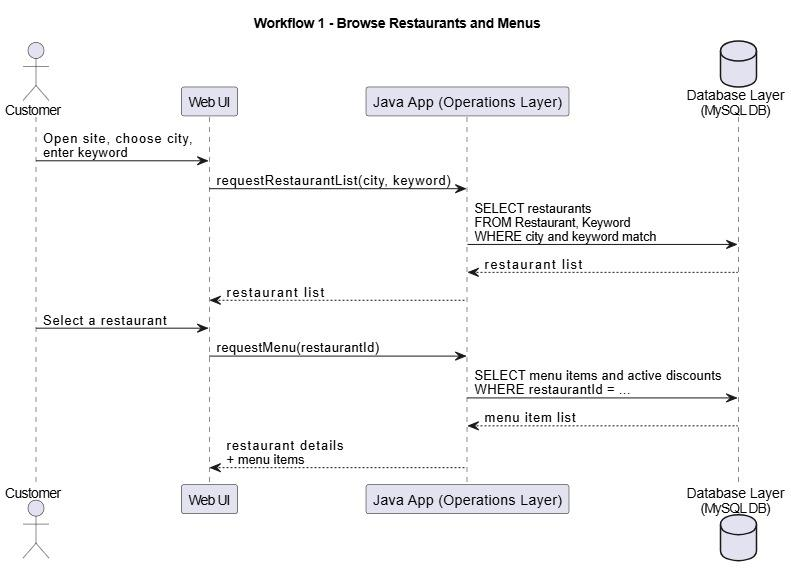 Workflow 1 - Browse Restaurants and Menus
Customer
Web UI
Java App (Operations Layer)
Database Layer
(MySQL DB)
Open site, choose city,
enter keyword
requestRestaurantList(city, keyword)
SELECT restaurants
FROM Restaurant, Keyword
WHERE city and keyword match
restaurant list
restaurant list
Select a restaurant
requestMenu(restaurantId)
SELECT menu items and active discounts
WHERE restaurantId = ...
menu item list
restaurant details
+ menu items
Customer
Web UI
Java App (Operations Layer)
Database Layer
(MySQL DB)